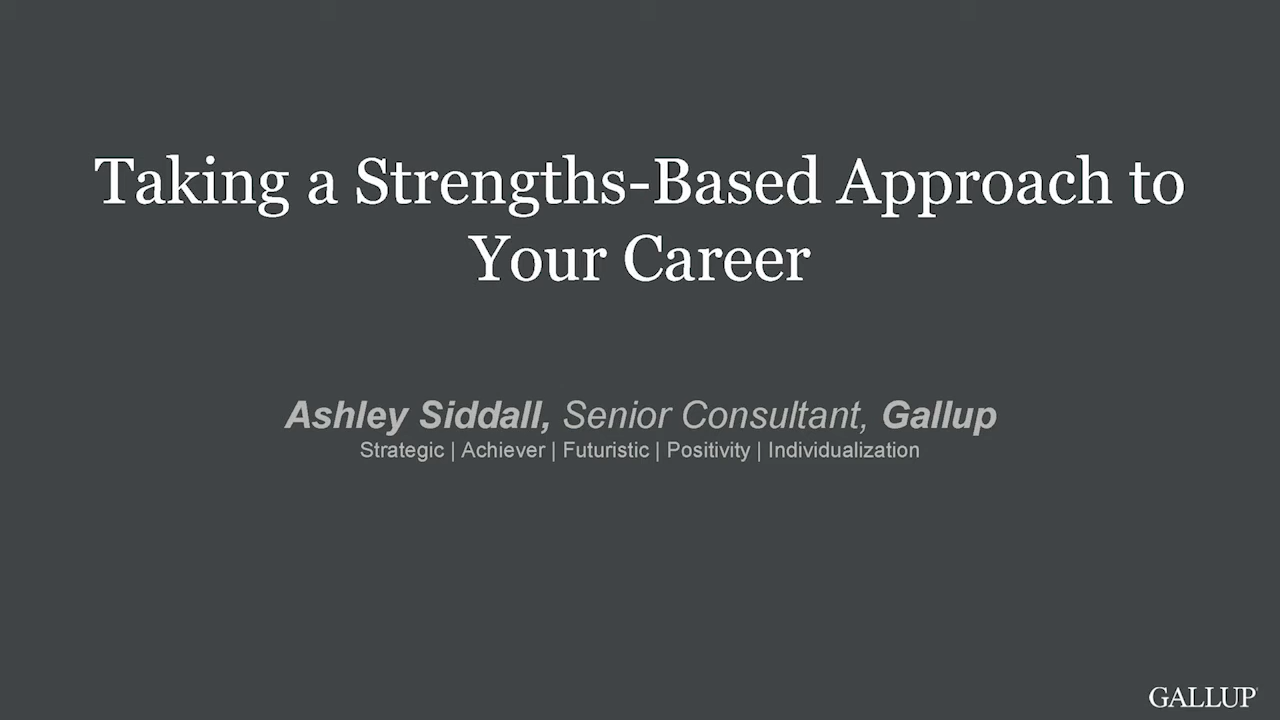 Taking a Strengths-Based Approach to
Your Career
Ashley Siddall, Senior Consultant, Gallup
Strategic | Achiever | Futuristic | Positivity | Individualization
GALLUP